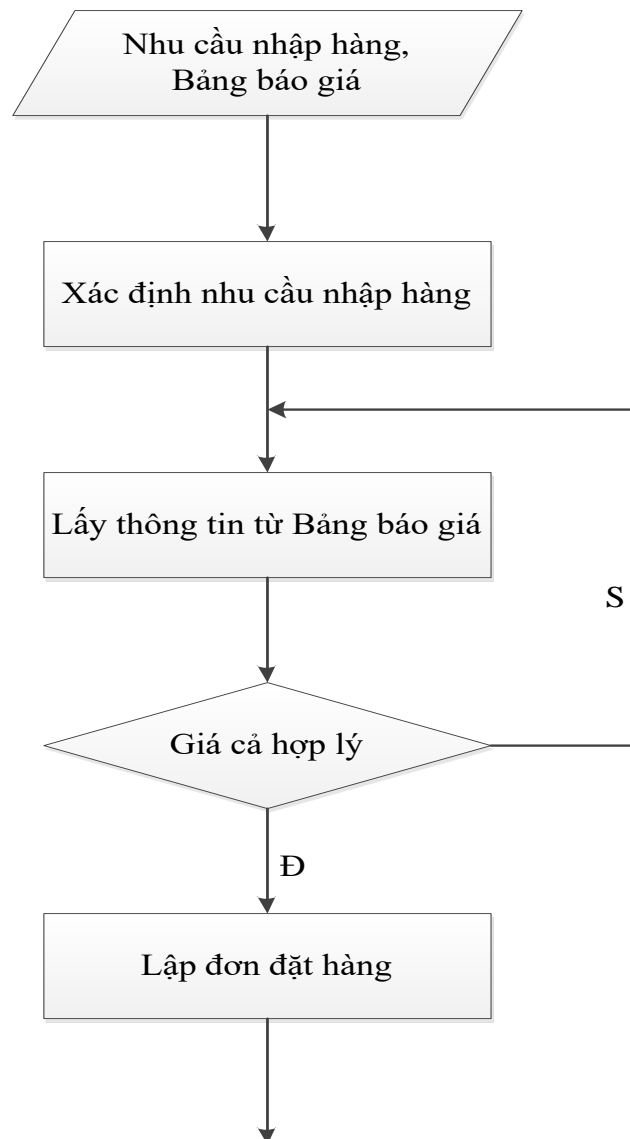 Nhu cầu nhập hàng,
Bảng báo giá
Xác định nhu cầu nhập hàng
Lấy thông tin từ Bảng báo giá
S
Giá cả hợp lý
Đ
Lập đơn đặt hàng